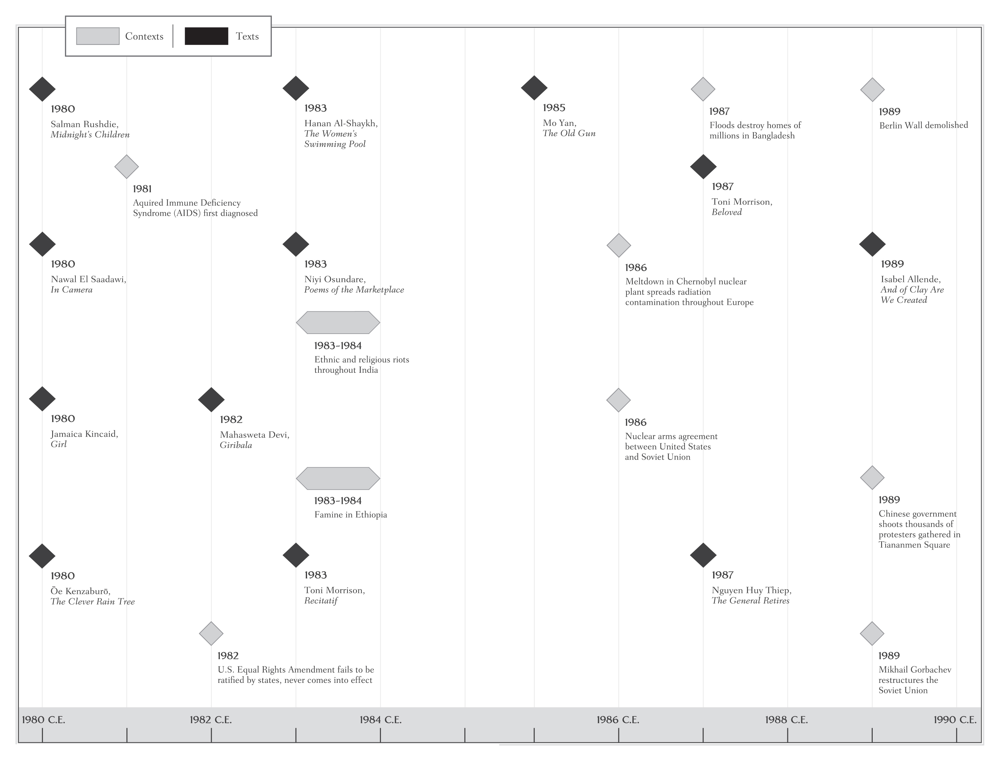 Contexts
Texts
1980
Salman Rushdie,
Midnight's Children
1983
Hanan Al-Shaykh,
The Women's
Swimming Pool
1985
Mo Yan,
The Old Gun
1987
Floods destroy homes of
millions in Bangladesh
1989
Berlin Wall demolished
1981
Aquired Immune Deficiency
Syndrome (AIDS) first diagnosed
1987
Toni Morrison,
Beloved
1980
Nawal El Saadawi,
In Camera
1983
Niyi Osundare,
Poems of the Marketplace
1986
Meltdown in Chernobyl nuclear
plant spreads radiation
contamination throughout Europe
1989
Isabel Allende,
And of Clay Are
We Created
1983–1984
Ethnic and religious riots
throughout India
1980
Jamaica Kincaid,
Girl
1982
Mahasweta Devi,
Giribala
1986
Nuclear arms agreement
between United States
and Soviet Union
1983–1984
Famine in Ethiopia
1989
Chinese government
shoots thousands of
protesters gathered in
Tiananmen Square
1980
Ōe Kenzaburō,
The Clever Rain Tree
1983
Toni Morrison,
Recitatif
1987
Nguyen Huy Thiep,
The General Retires
1982
U.S. Equal Rights Amendment fails to be
ratified by states, never comes into effect
1989
Mikhail Gorbachev
restructures the
Soviet Union
1980 C.E.
1982 C.E.
1984 C.E.
1986 C.E.
1988 C.E.
1990 C.E.